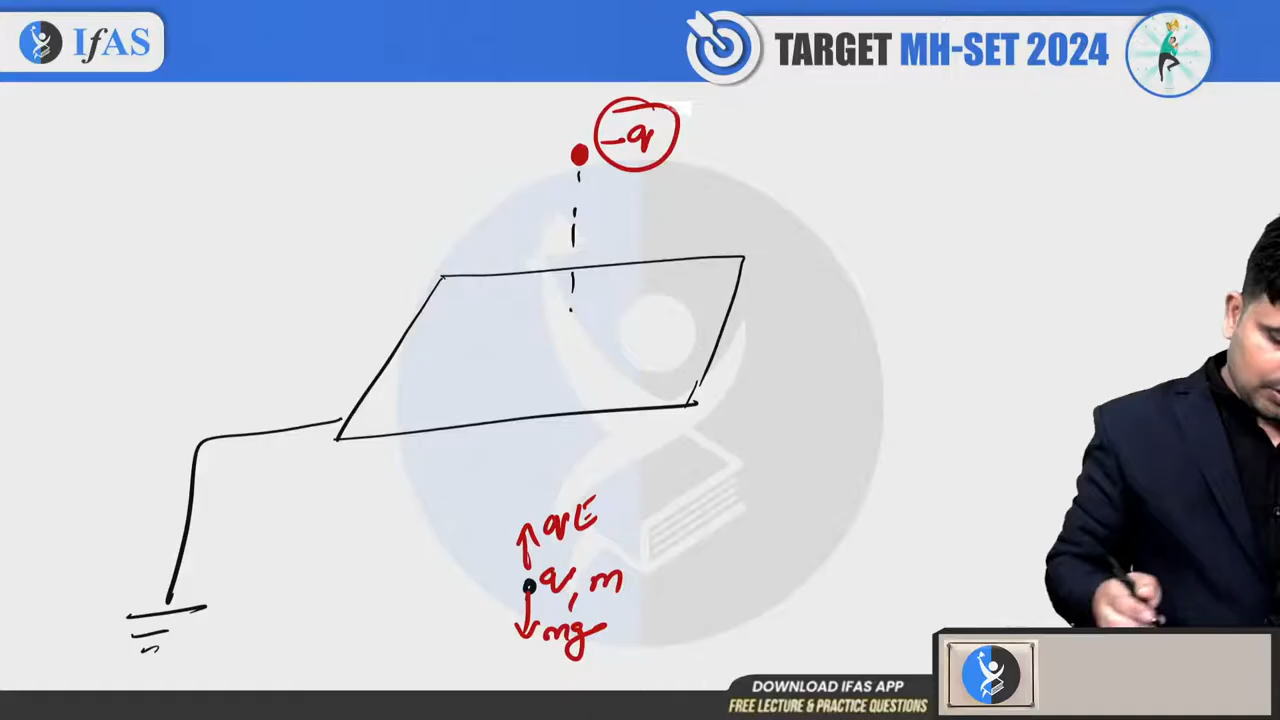 IfAS
TARGET MH-SET 2024
-q
qE
q, m
mg
DOWNLOAD IFAS APP
FREE LECTURE & PRACTICE QUESTIONS